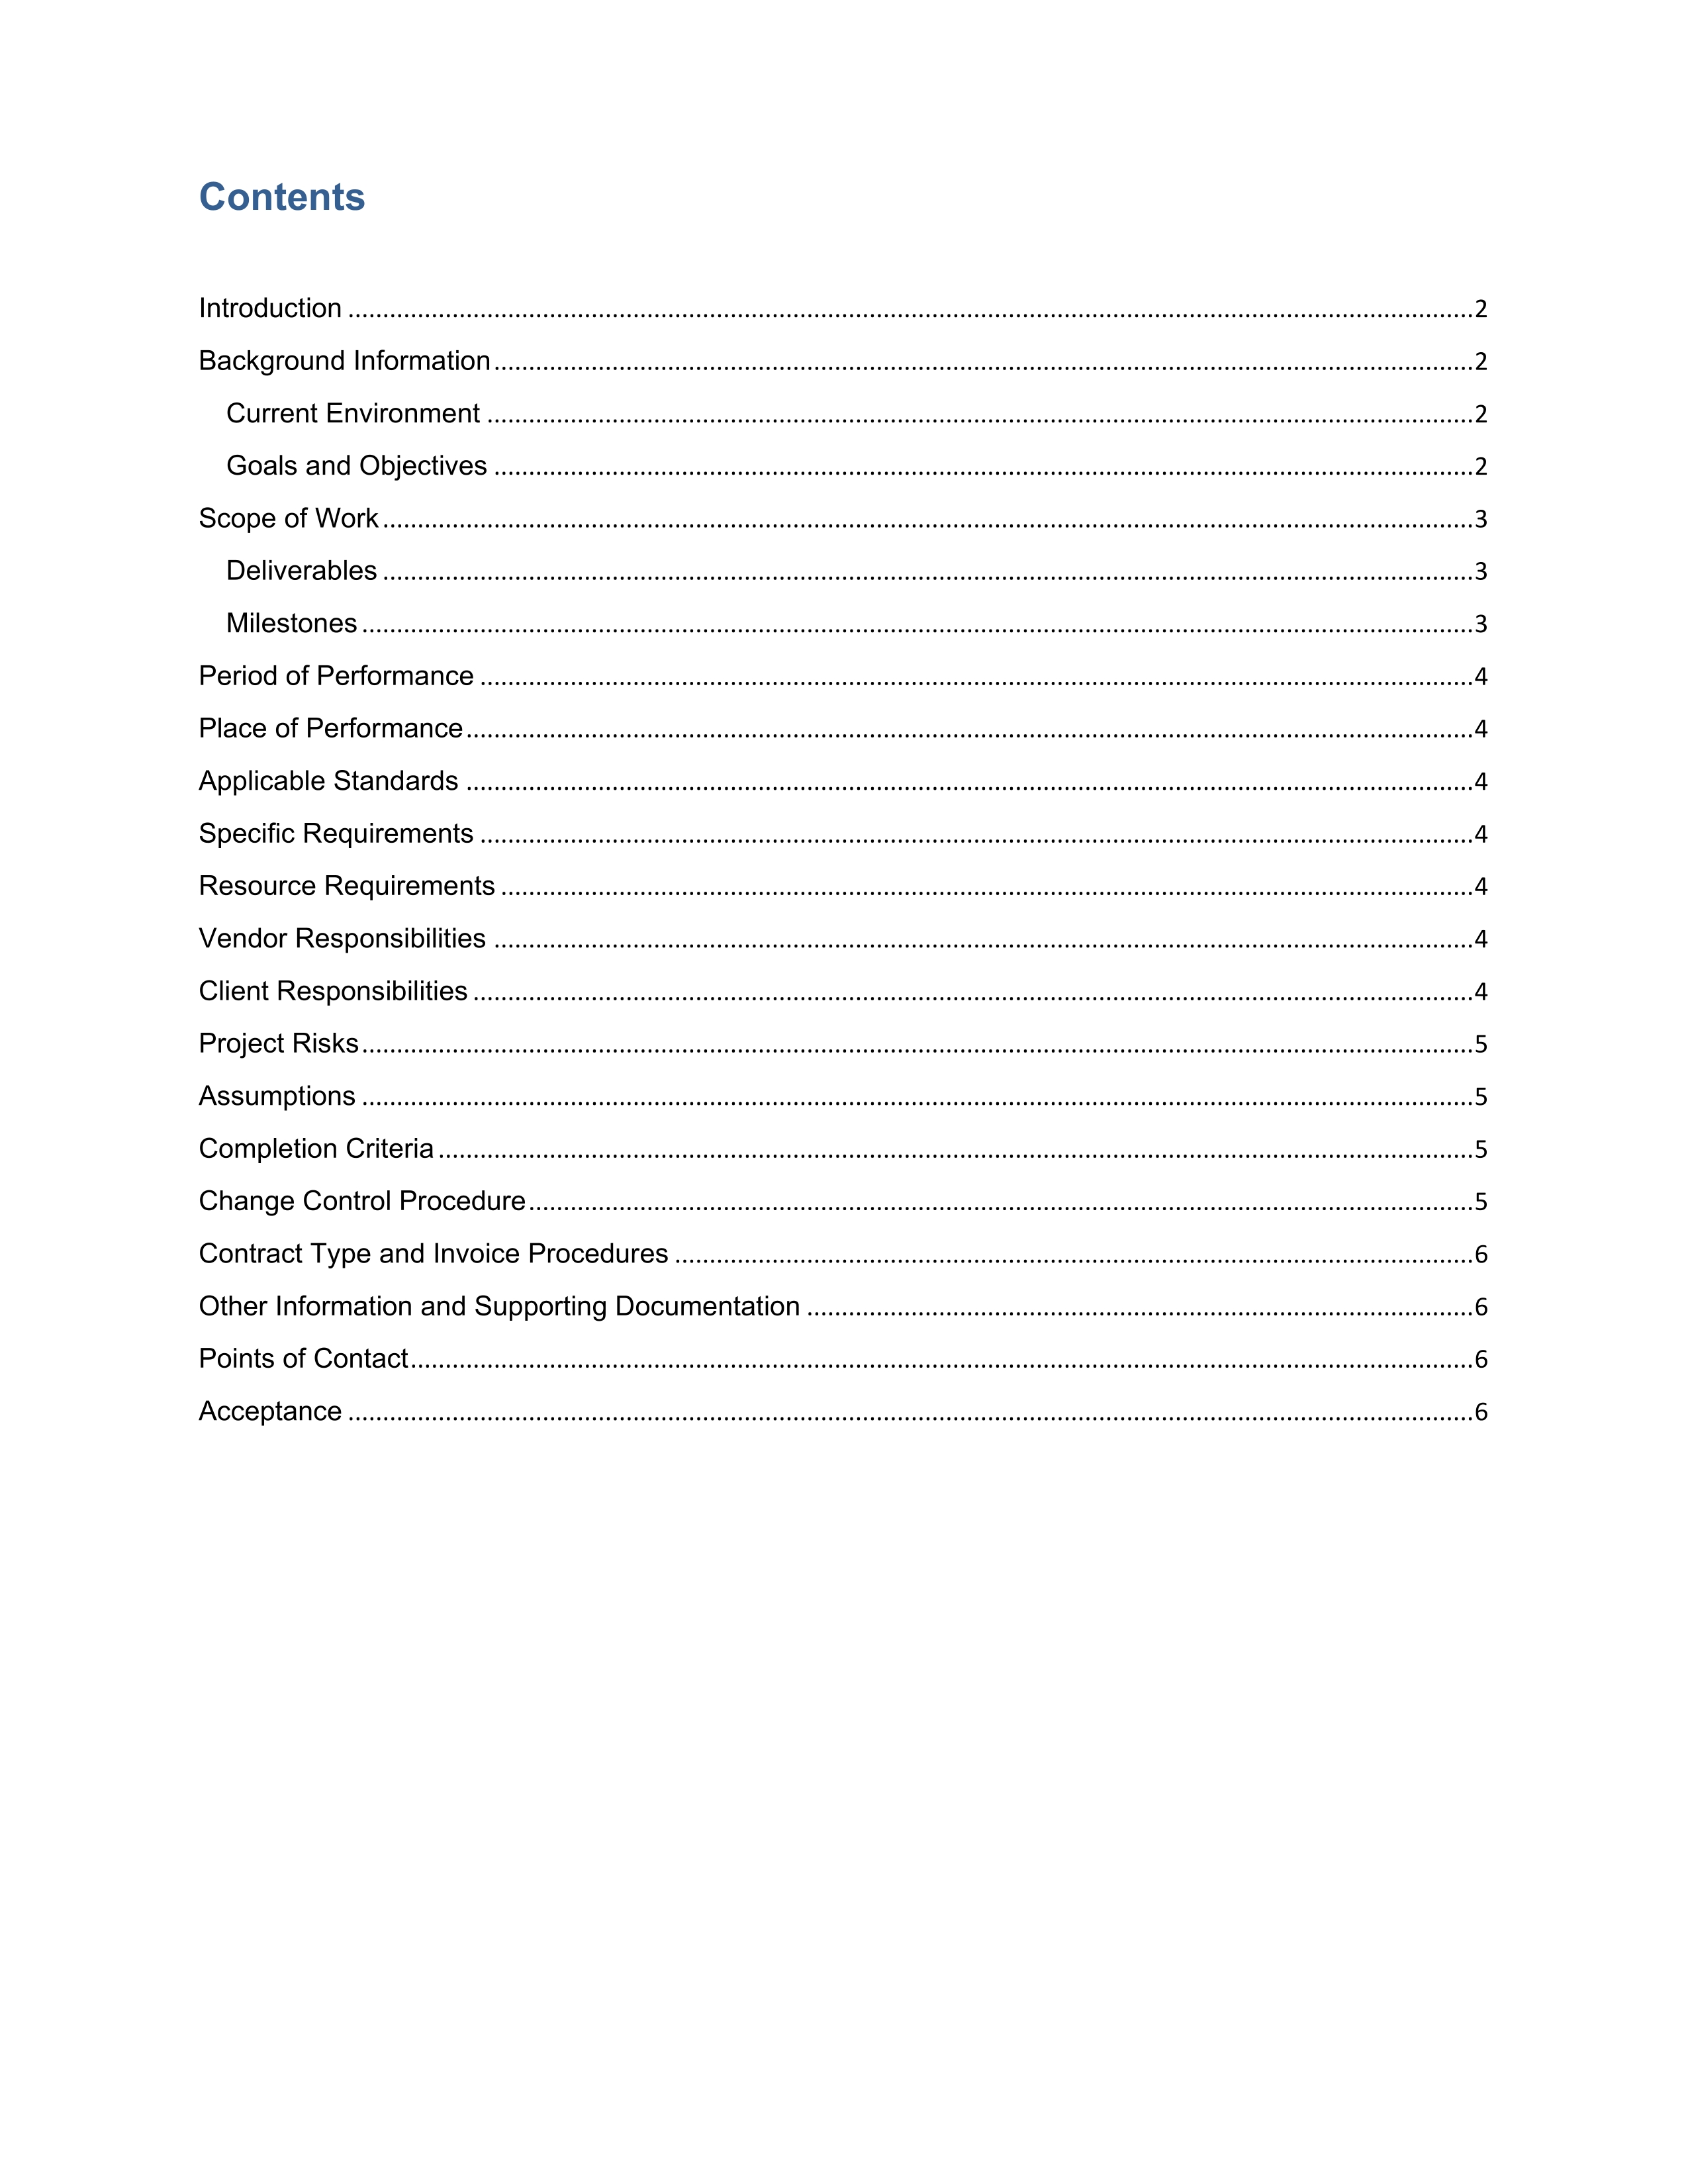 Contents
Introduction ........ 2
Background Information ........ 2
Current Environment ........ 2
Goals and Objectives ........ 2
Scope of Work ........ 3
Deliverables ........ 3
Milestones ........ 3
Period of Performance ........ 4
Place of Performance ........ 4
Applicable Standards ........ 4
Specific Requirements ........ 4
Resource Requirements ........ 4
Vendor Responsibilities ........ 4
Client Responsibilities ........ 4
Project Risks ........ 5
Assumptions ........ 5
Completion Criteria ........ 5
Change Control Procedure ........ 5
Contract Type and Invoice Procedures ........ 6
Other Information and Supporting Documentation ........ 6
Points of Contact ........ 6
Acceptance ........ 6